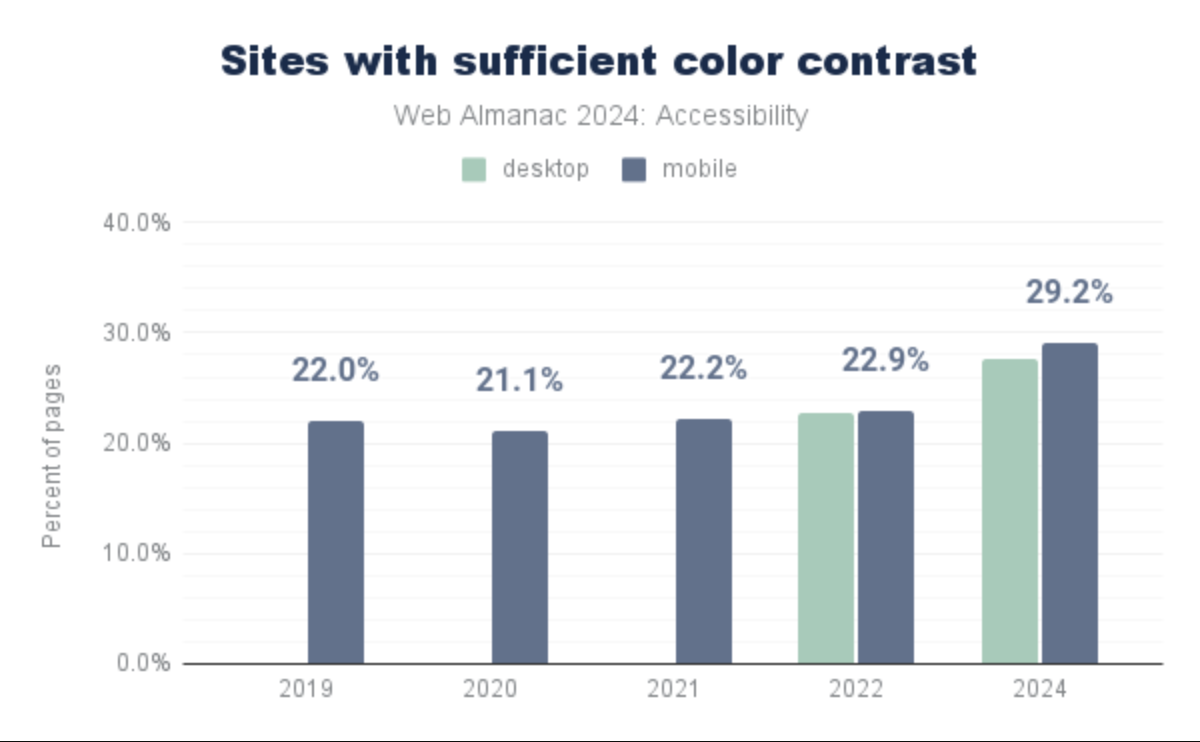 Sites with sufficient color contrast
Web Almanac 2024: Accessibility
desktop mobile
40.0%
30.0%
20.0%
10.0%
0.0%
Percent of pages
22.0%
21.1%
22.2%
22.9%
29.2%
2019 2020 2021 2022 2024